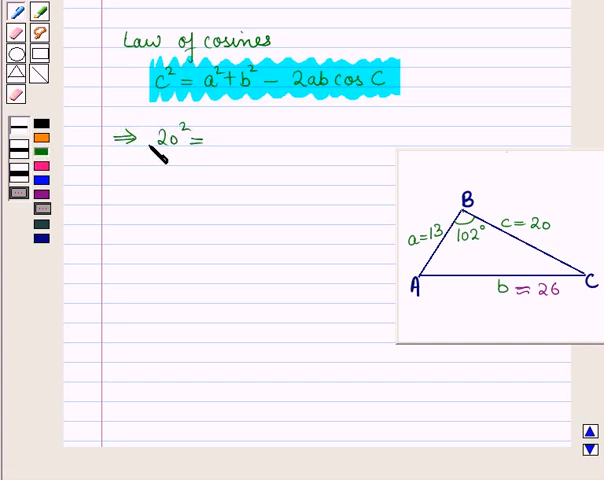 Law of cosines
c² = a² + b² - 2ab cos C
⇒ 20² =
B
a=13
102°
c=20
A
C
b ≈ 26